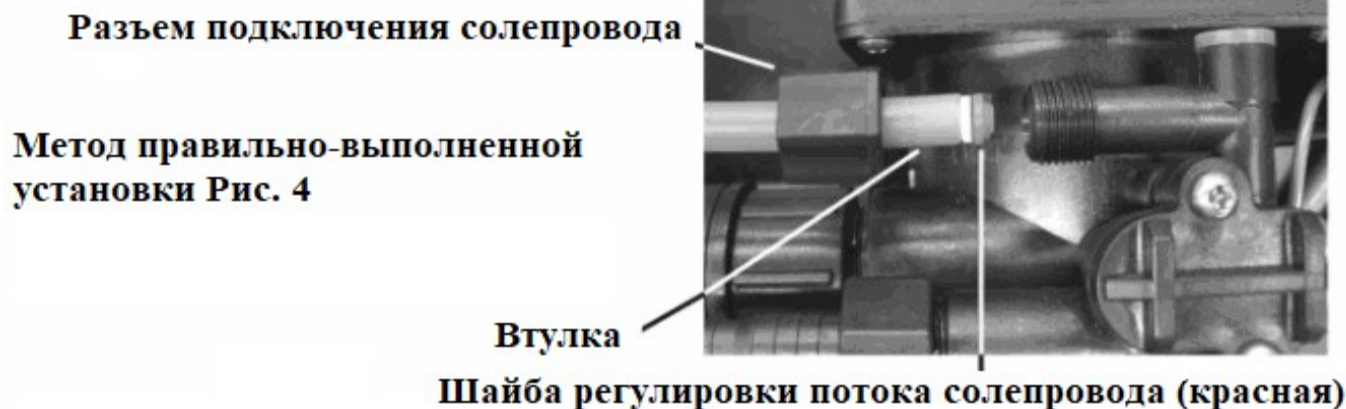 Разъем подключения солепровода
Метод правильно-выполненной
установки Рис. 4
Втулка
Шайба регулировки потока солепровода (красная)